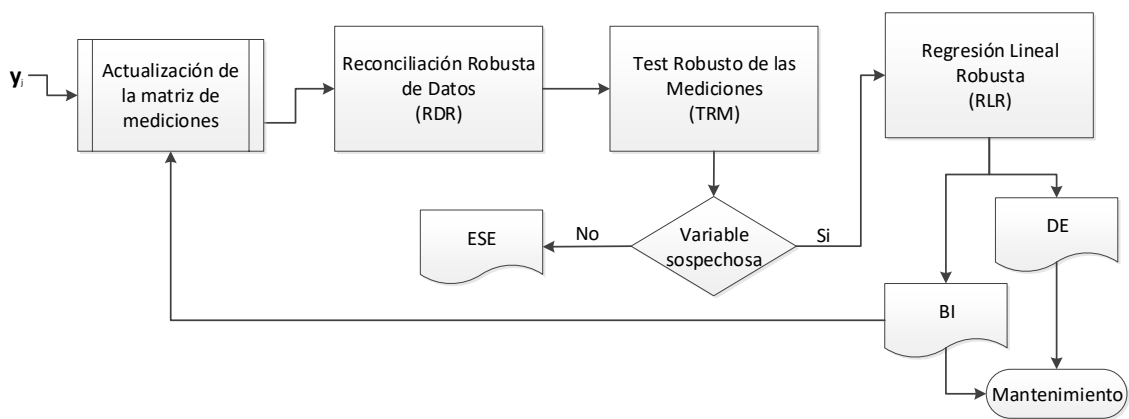 y_j
Actualización de
la matriz de
mediciones
Reconciliación Robusta
de Datos
(RDR)
Test Robusto de las
Mediciones
(TRM)
Regresión Lineal
Robusta
(RLR)
ESE
No
Variable
sospechosa
Si
DE
BI
Mantenimiento